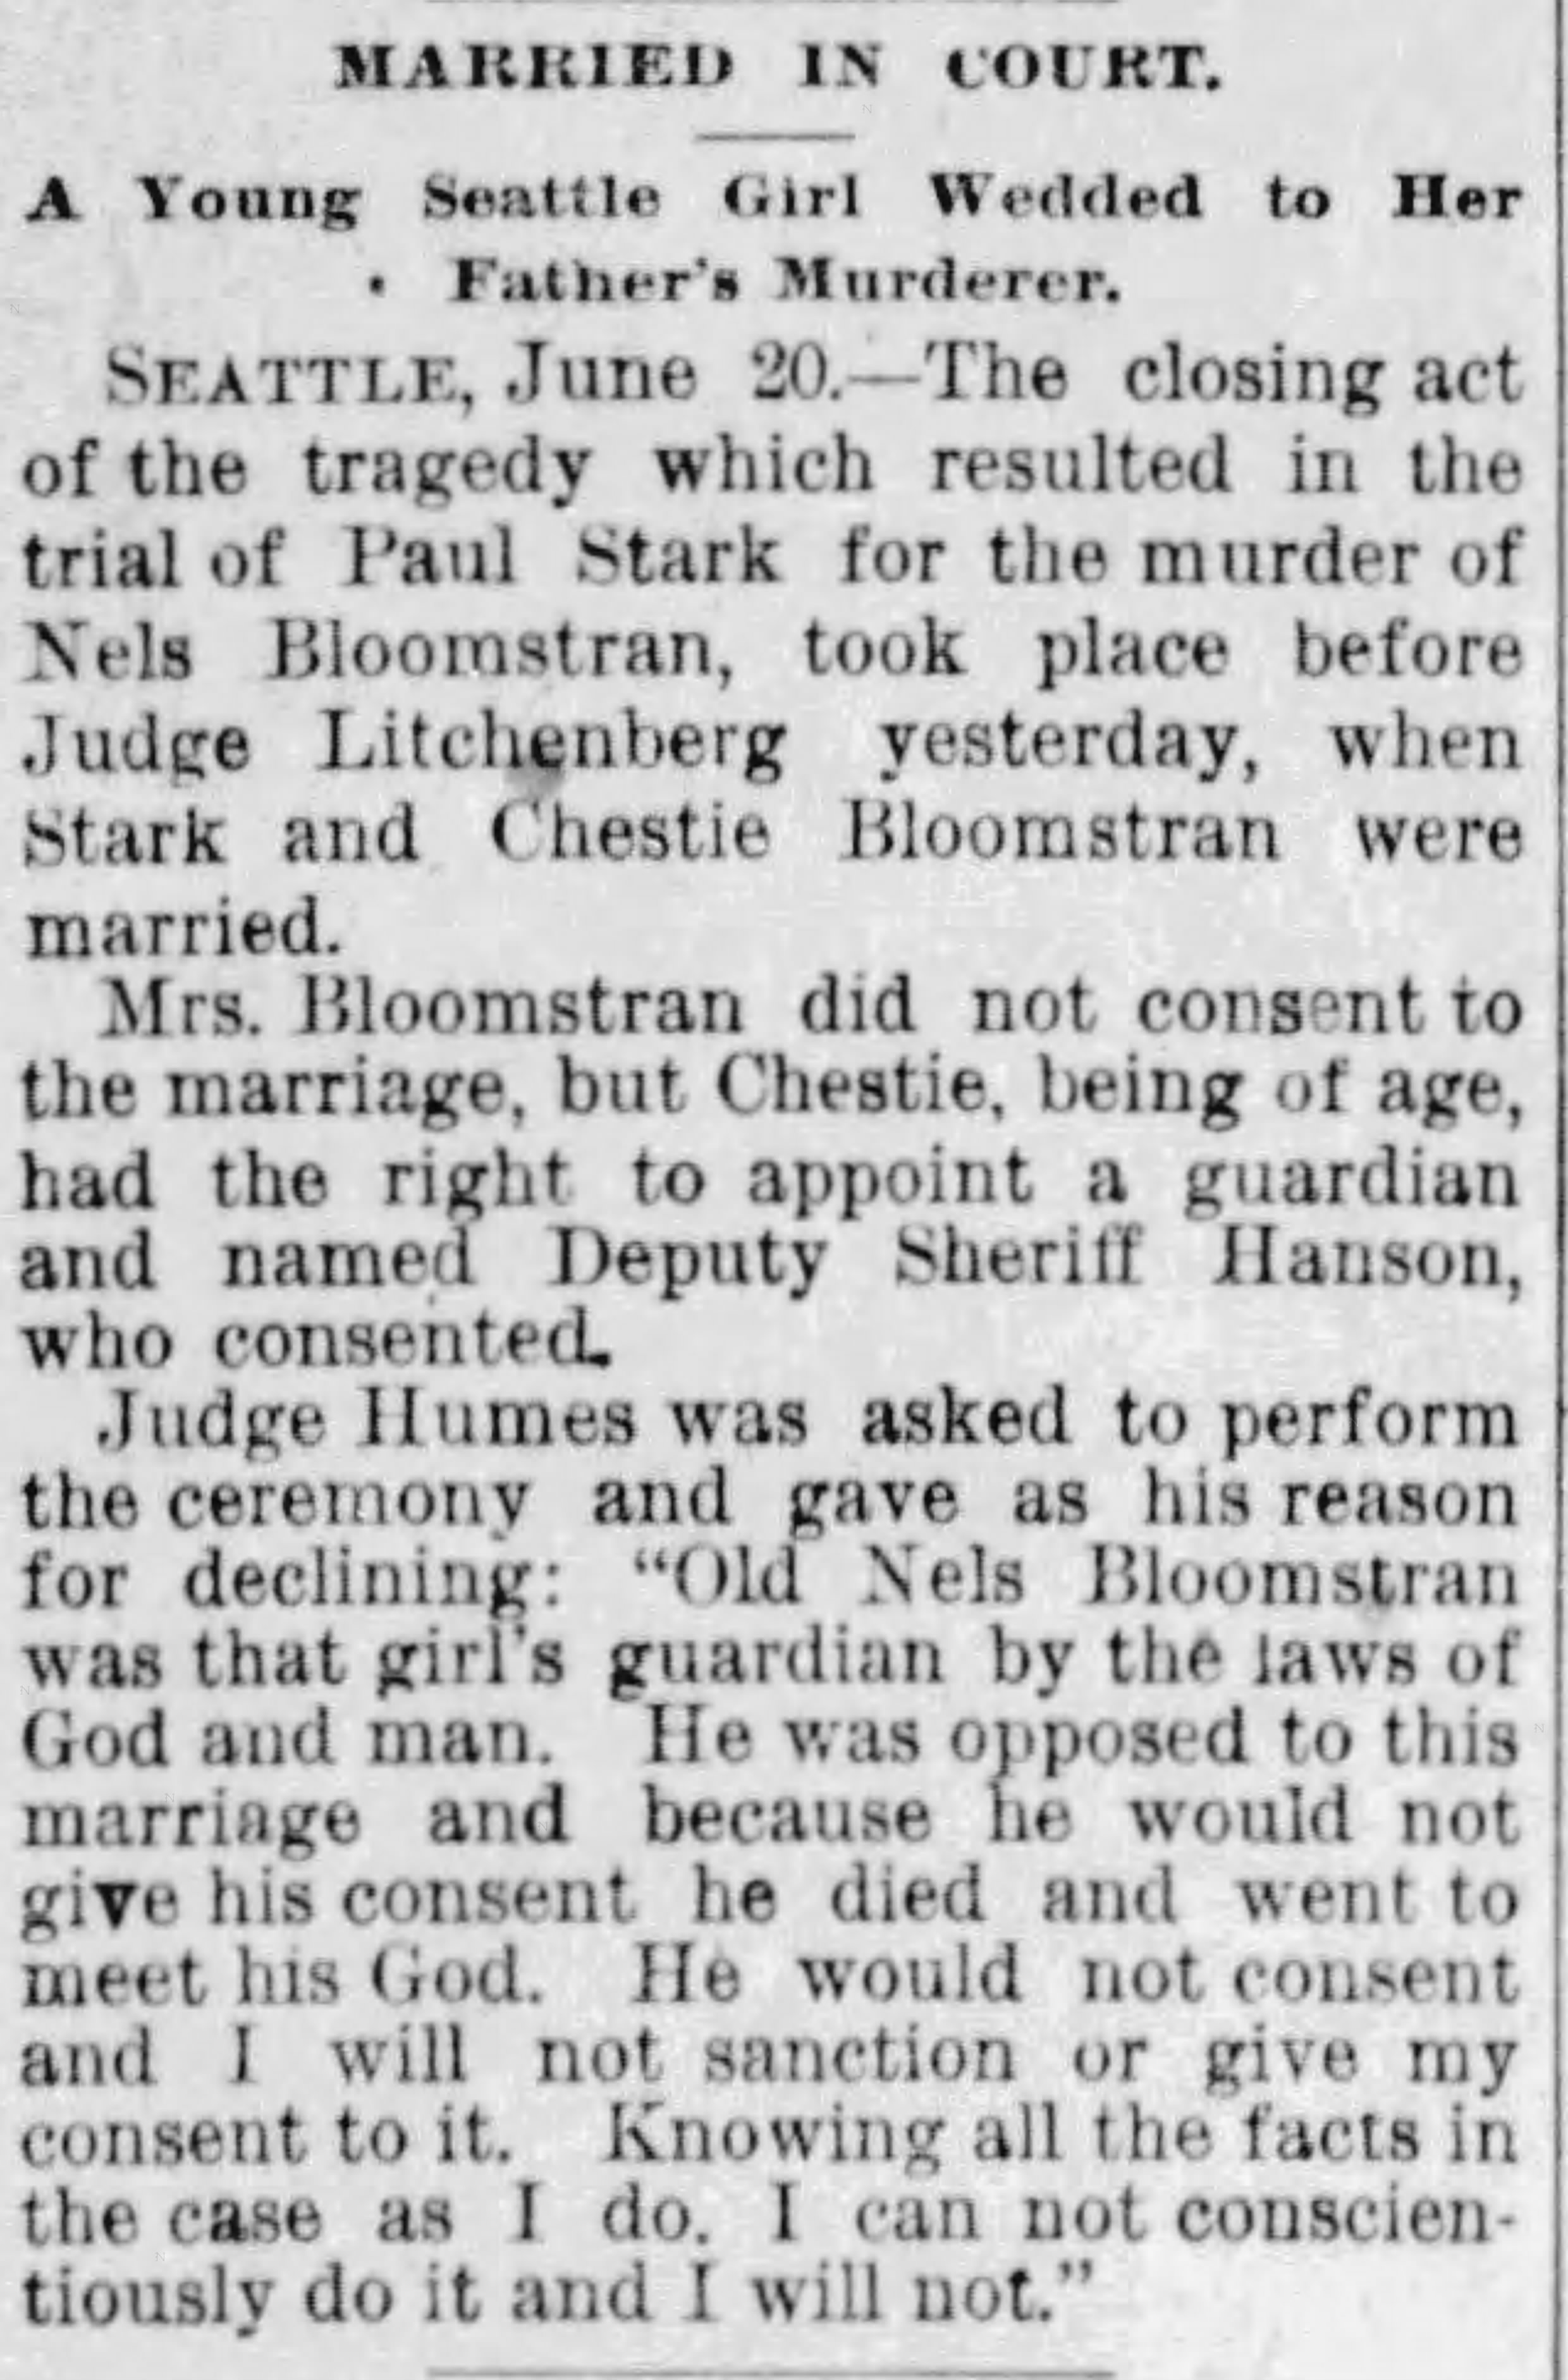 MARRIED IN COURT.
A Young Seattle Girl Wedded to Her
Father's Murderer.
SEATTLE, June 20.—The closing act
of the tragedy which resulted in the
trial of Paul Stark for the murder of
Nels Bloomstran, took place before
Judge Litchenberg yesterday, when
Stark and Chestie Bloomstran were
married.
Mrs. Bloomstran did not consent to
the marriage, but Chestie, being of age,
had the right to appoint a guardian
and named Deputy Sheriff Hanson,
who consented.
Judge Humes was asked to perform
the ceremony and gave as his reason
for declining: "Old Nels Bloomstran
was that girl's guardian by the laws of
God and man. He was opposed to this
marriage and because he would not
give his consent he died and went to
meet his God. He would not consent
and I will not sanction or give my
consent to it. Knowing all the facts in
the case as I do. I can not conscien-
tiously do it and I will not."